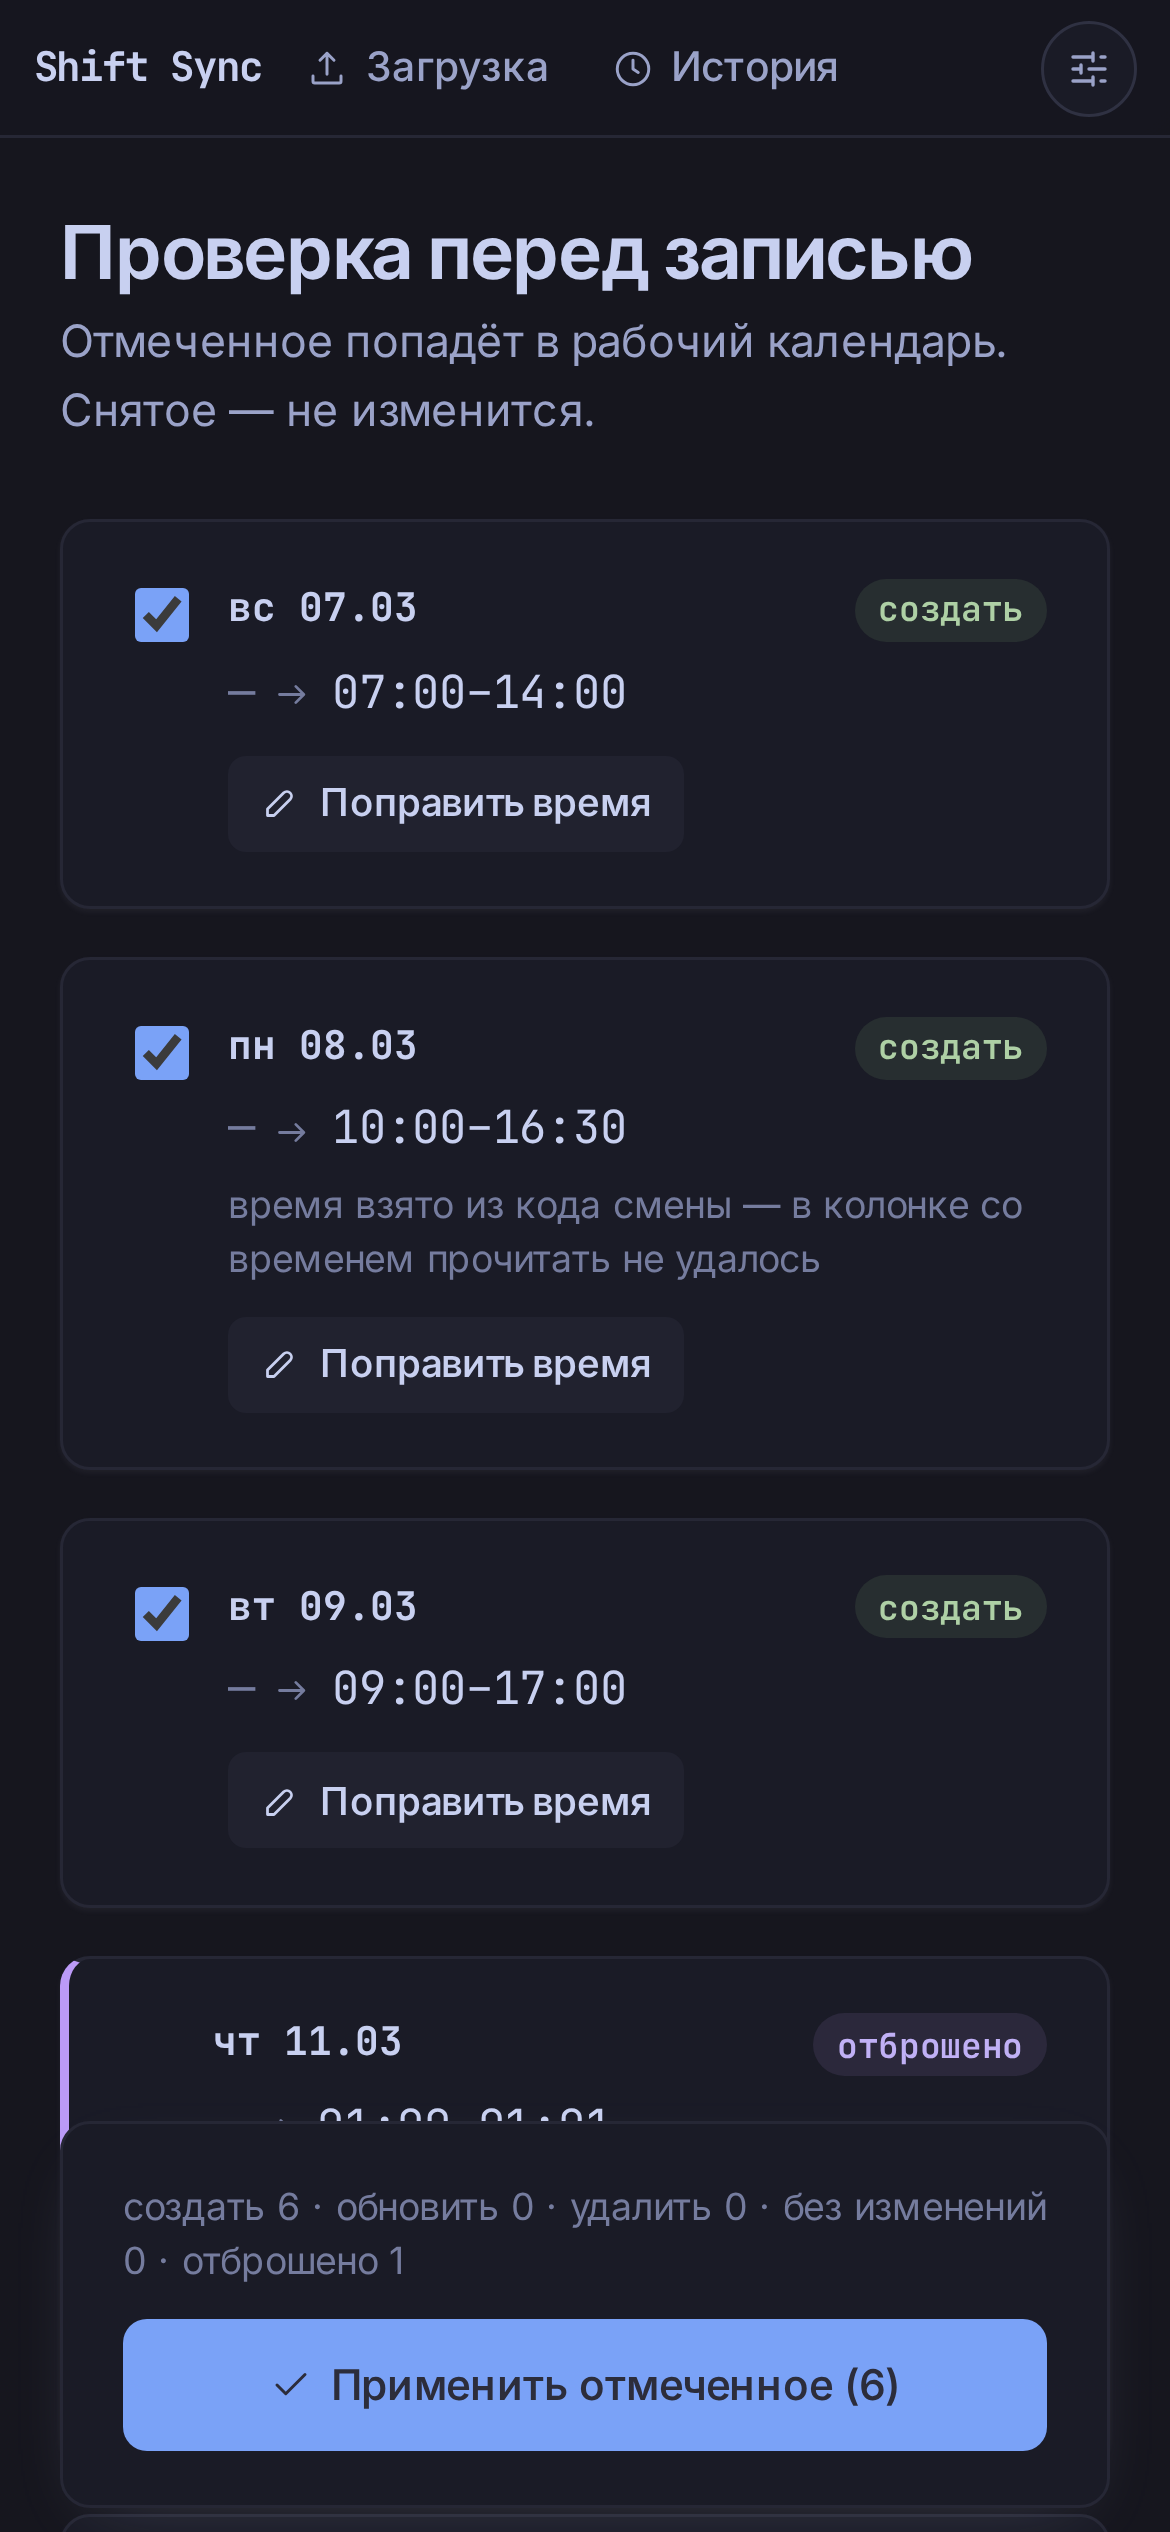 Shift Sync
Загрузка
История
Проверка перед записью
Отмеченное попадёт в рабочий календарь.
Снятое — не изменится.
вс 07.03
создать
— → 07:00–14:00
Поправить время
пн 08.03
создать
— → 10:00–16:30
время взято из кода смены — в колонке со
временем прочитать не удалось
Поправить время
вт 09.03
создать
— → 09:00–17:00
Поправить время
чт 11.03
отброшено
создать 6 · обновить 0 · удалить 0 · без изменений
0 · отброшено 1
Применить отмеченное (6)